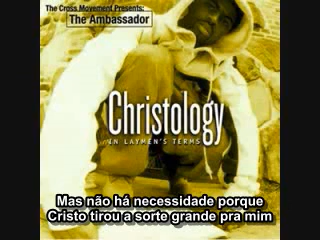 The Cross Movement Presents:
The Ambassador
Christology
IN LAYMEN'S TERMS
Mas não há necessidade porque
Cristo tirou a sorte grande pra mim